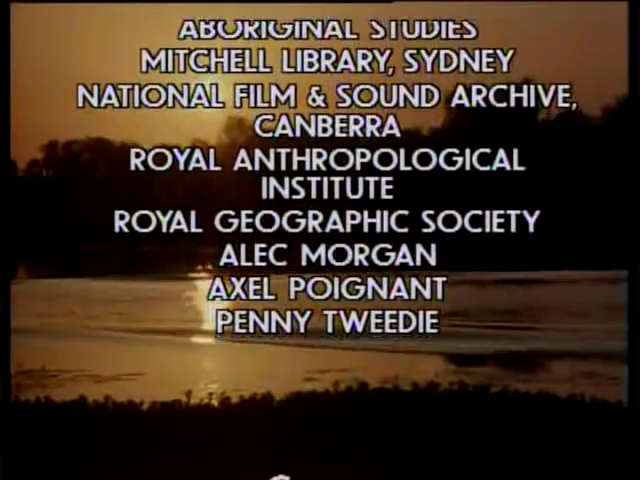 ABORIGINAL STUDIES
MITCHELL LIBRARY, SYDNEY
NATIONAL FILM & SOUND ARCHIVE,
CANBERRA
ROYAL ANTHROPOLOGICAL
INSTITUTE
ROYAL GEOGRAPHIC SOCIETY
ALEC MORGAN
AXEL POIGNANT
PENNY TWEEDIE